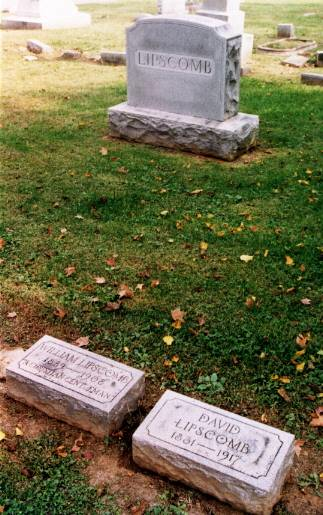 LIPSCOMB
WILLIAM LIPSCOMB
1829 1908
A CHRISTIAN GENTLEMAN
DAVID
LIPSCOMB
1831-1917